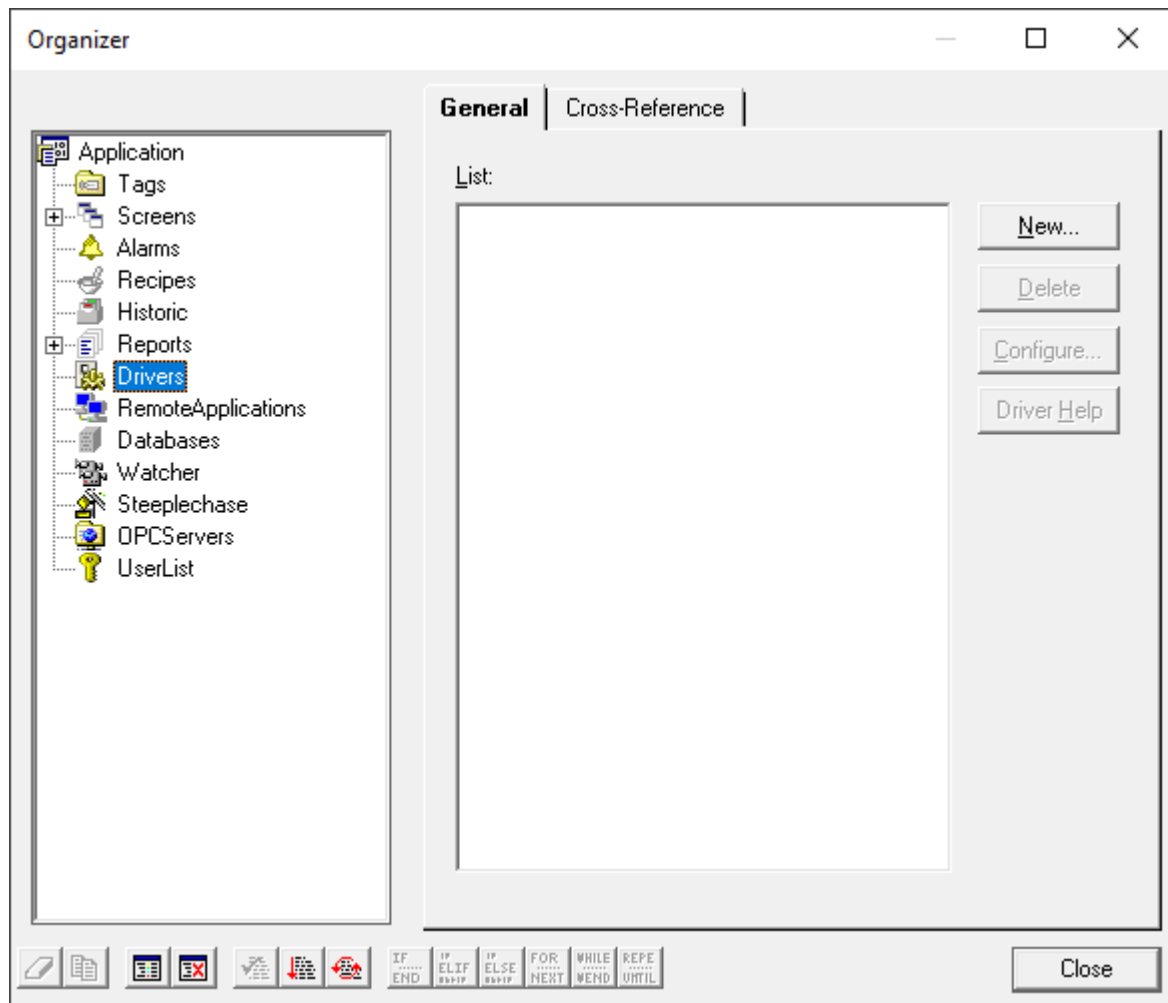 Organizer
General
Cross-Reference
Application
Tags
Screens
Alarms
Recipes
Historic
Reports
Drivers
RemoteApplications
Databases
Watcher
Steeplechase
OPCServers
UserList
List:
New...
Delete
Configure...
Driver Help
IF
END
IF
ELIF
IF
ELSE
FOR
NEXT
WHILE
WEND
REPE
UNTIL
Close